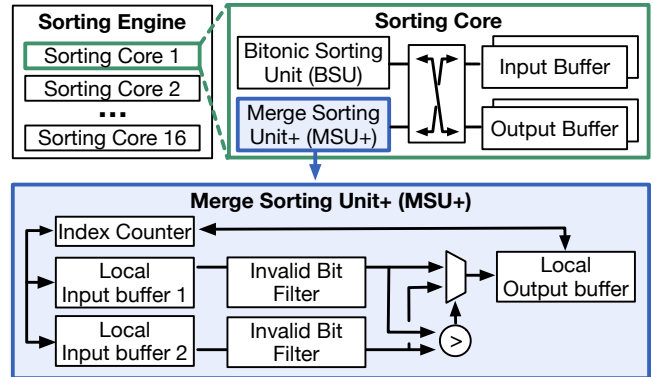 Sorting Engine
Sorting Core 1
Sorting Core 2
...
Sorting Core 16
Sorting Core
Bitonic Sorting
Unit (BSU)
Merge Sorting
Unit+ (MSU+)
Input Buffer
Output Buffer
Merge Sorting Unit+ (MSU+)
Index Counter
Local
Input buffer 1
Invalid Bit
Filter
Local
Output buffer
Local
Input buffer 2
Invalid Bit
Filter
>